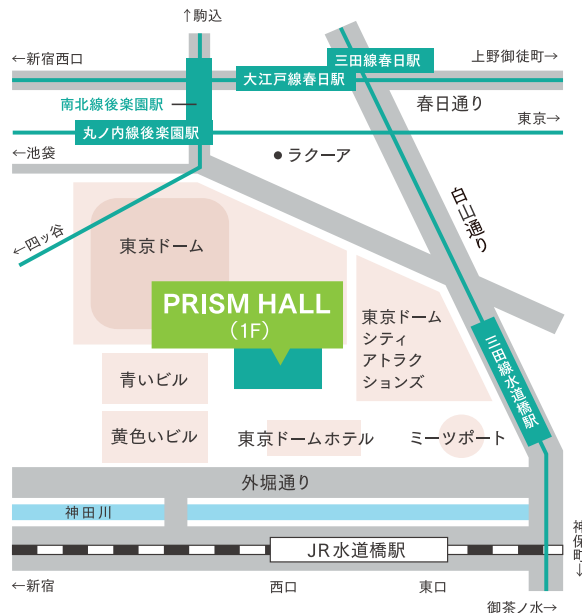 ↑駒込
←新宿西口
三田線春日駅
上野御徒町→
大江戸線春日駅
南北線後楽園駅
春日通り
丸ノ内線後楽園駅
東京→
←池袋
ラクーア
白山通り
←四ッ谷
東京ドーム
PRISM HALL
（1F）
東京ドーム
シティ
アトラク
ションズ
三田線水道橋駅
青いビル
黄色いビル
東京ドームホテル
ミーツポート
外堀通り
神田川
JR水道橋駅
神保町→
←新宿
西口
東口
御茶ノ水→